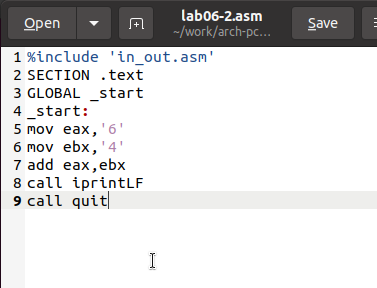 Open
lab06-2.asm
~/work/arch-pc...
Save
1 %include 'in_out.asm'
2 SECTION .text
3 GLOBAL _start
4 _start:
5 mov eax,'6'
6 mov ebx,'4'
7 add eax,ebx
8 call iprintLF
9 call quit